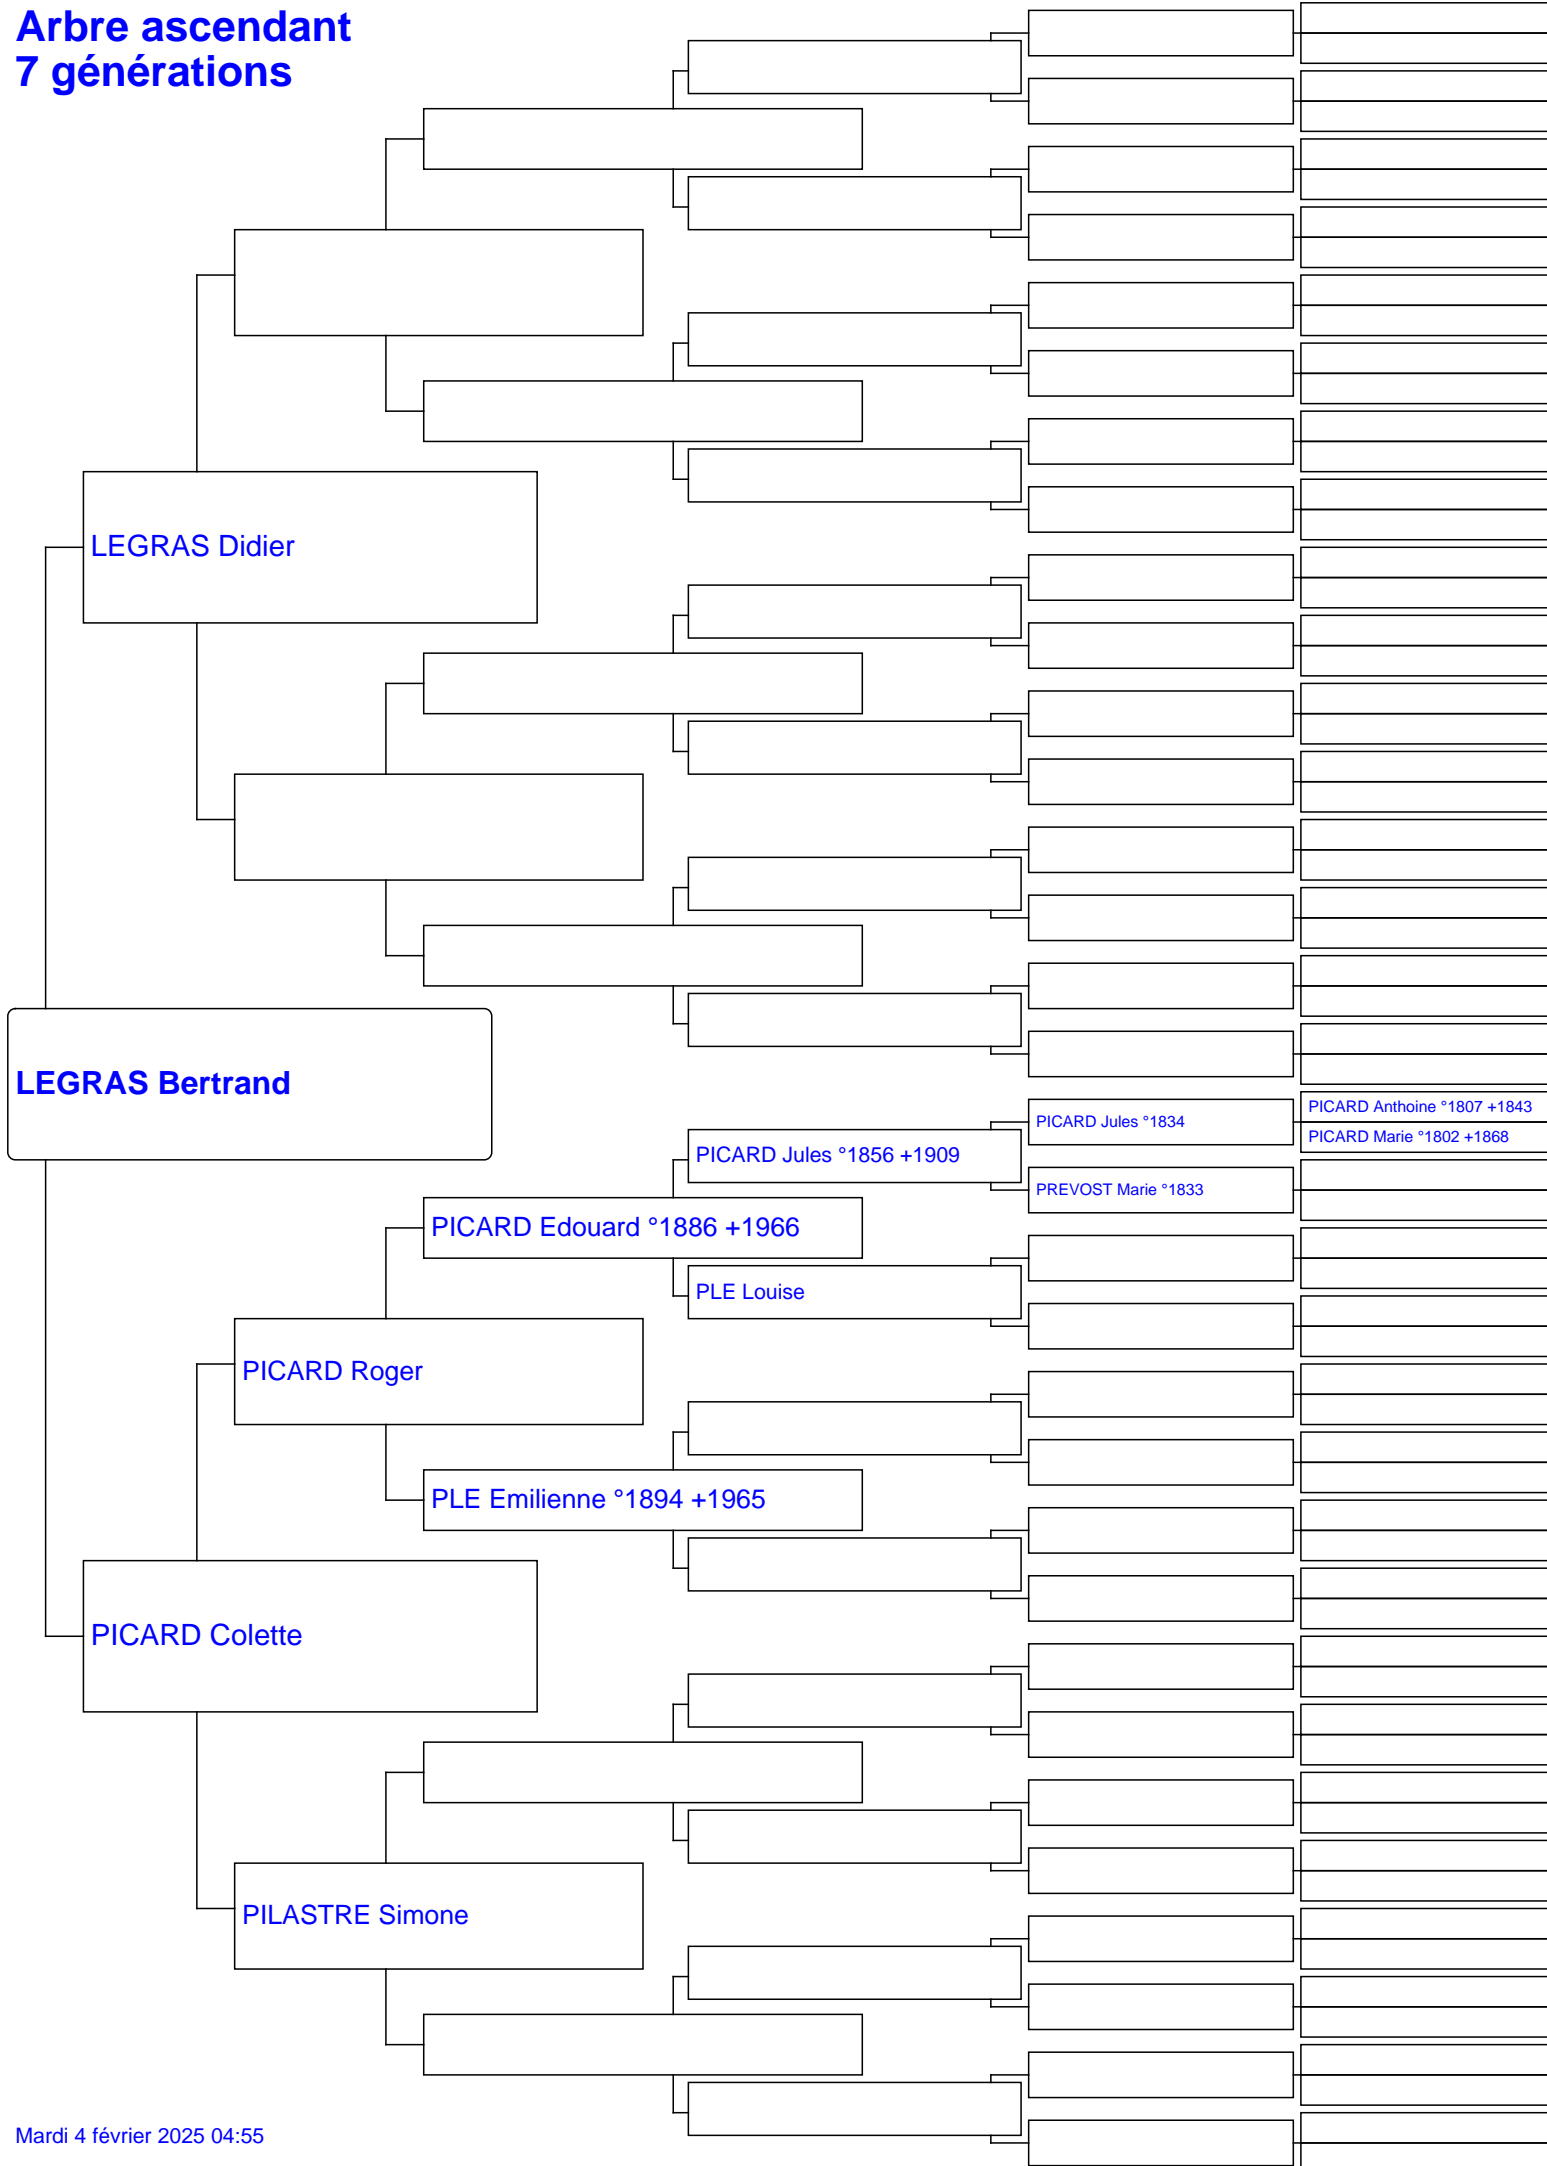 Arbre ascendant
7 générations
LEGRAS Didier
LEGRAS Bertrand
PICARD Anthoine °1807 +1843
PICARD Jules °1834
PICARD Marie °1802 +1868
PICARD Jules °1856 +1909
PREVOST Marie °1833
PICARD Edouard °1886 +1966
PLE Louise
PICARD Roger
PLE Emilienne °1894 +1965
PICARD Colette
PILASTRE Simone
Mardi 4 février 2025 04:55